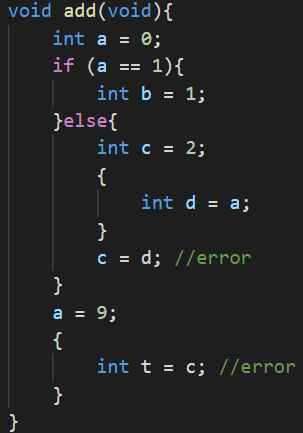 void add(void){
    int a = 0;
    if (a == 1){
        int b = 1;
    }else{
        int c = 2;
        {
            int d = a;
        }
        c = d; //error
    }
    a = 9;
    {
        int t = c; //error
    }
}